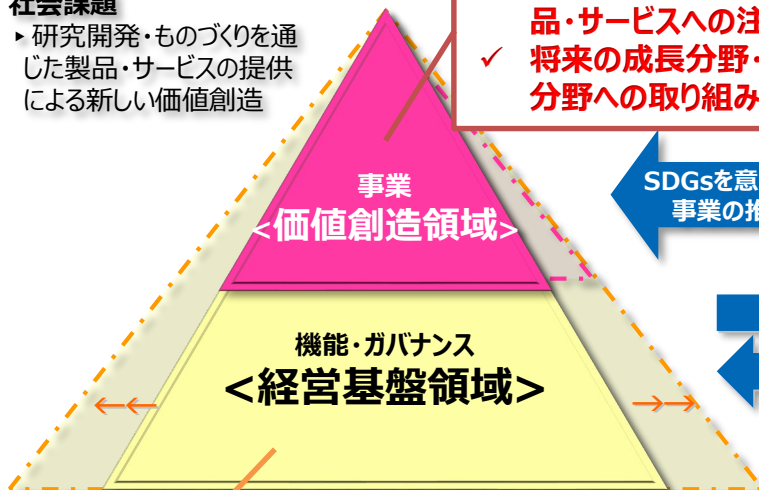 社会課題
▸ 研究開発・ものづくりを通
じた製品・サービスの提供
による新しい価値創造
品・サービスへの注
✓ 将来の成長分野・
分野への取り組み
SDGsを意
事業の推
事業
<価値創造領域>
機能・ガバナンス
<経営基盤領域>
←←
→→